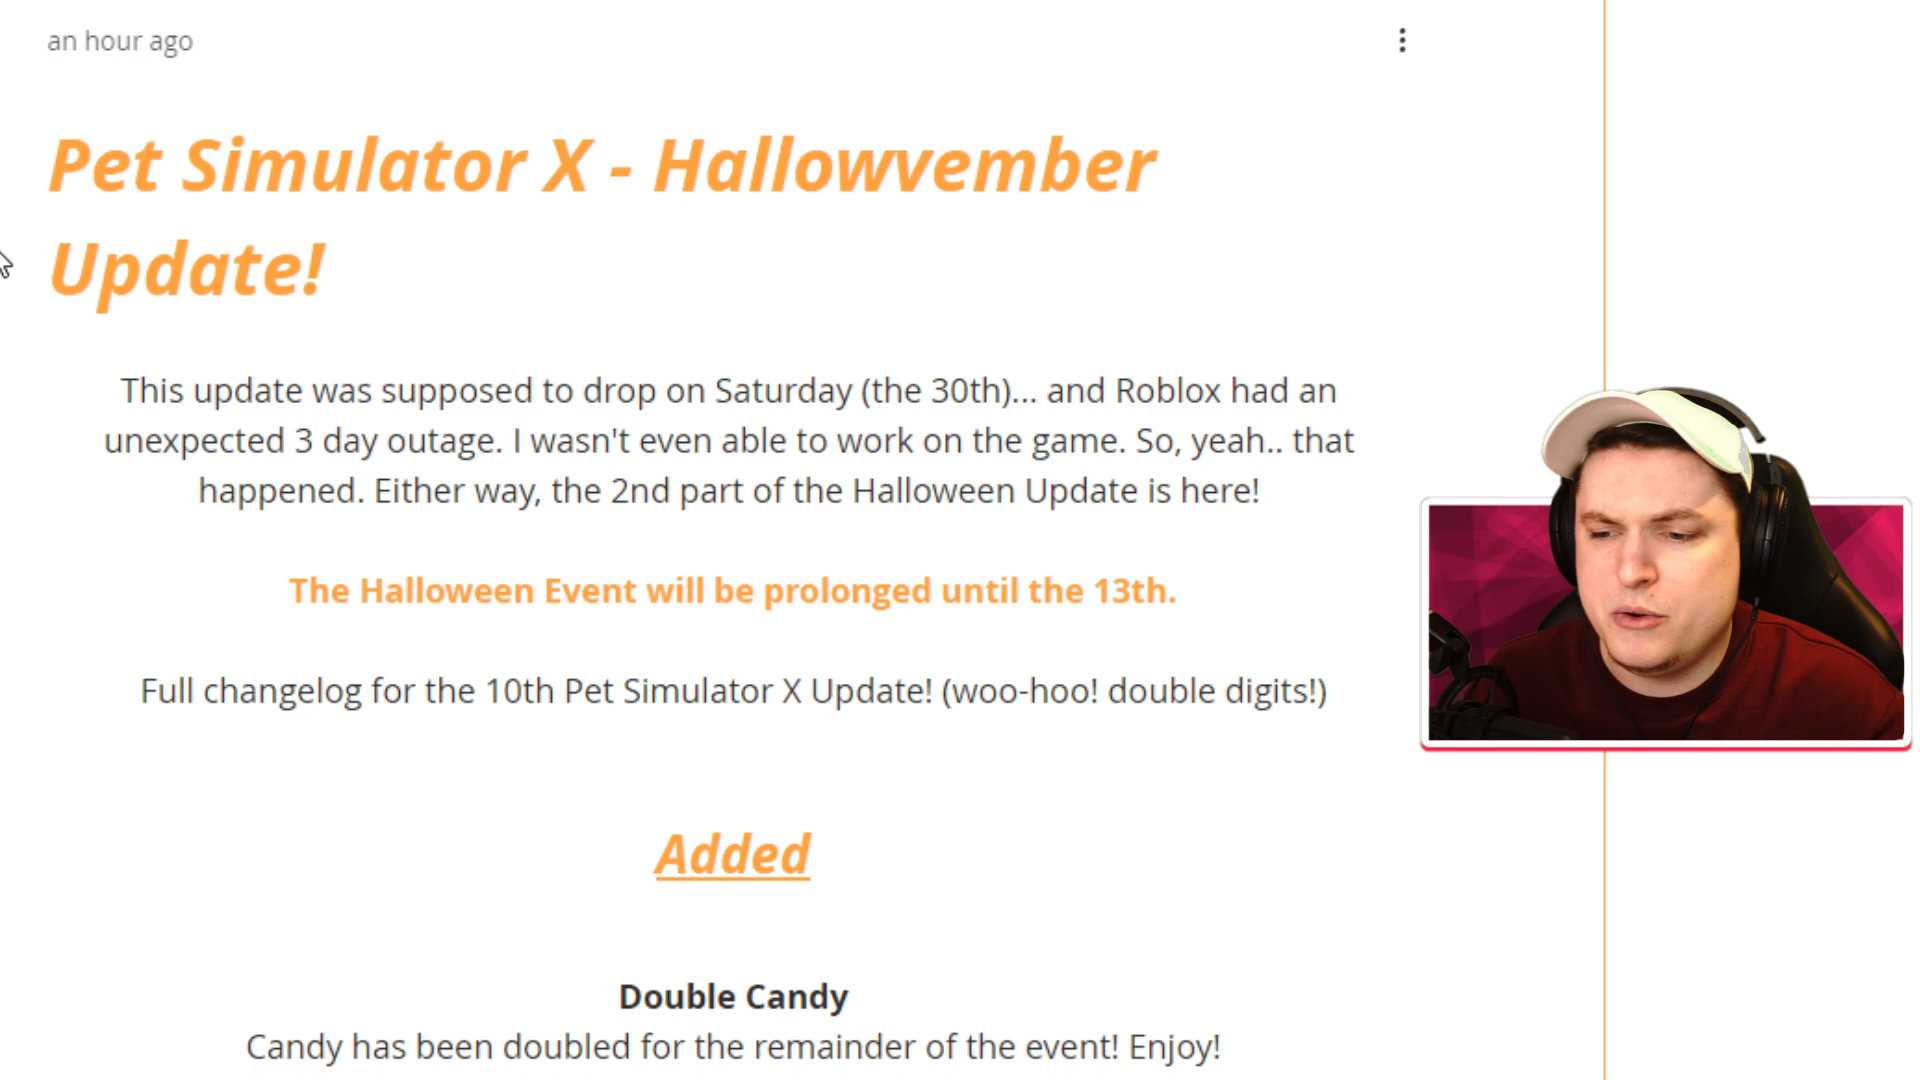 an hour ago
Pet Simulator X - Hallowvember
Update!
This update was supposed to drop on Saturday (the 30th)... and Roblox had an
unexpected 3 day outage. I wasn't even able to work on the game. So, yeah.. that
happened. Either way, the 2nd part of the Halloween Update is here!
The Halloween Event will be prolonged until the 13th.
Full changelog for the 10th Pet Simulator X Update! (woo-hoo! double digits!)
Added
Double Candy
Candy has been doubled for the remainder of the event! Enjoy!